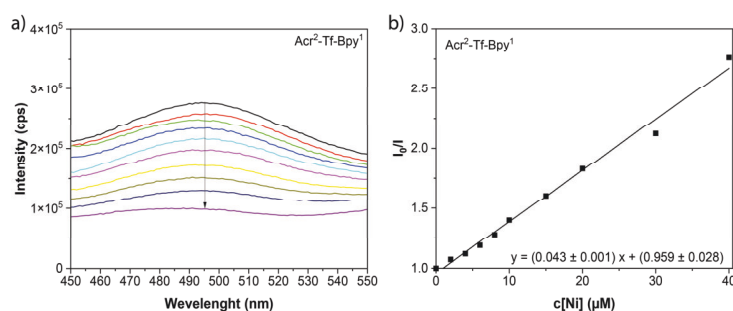 a)
Acr²-Tf-Bpy¹
Intensity (cps)
4×10⁵
3×10⁵
2×10⁵
1×10⁵
0
450 460 470 480 490 500 510 520 530 540 550
Wavelenght (nm)
b)
Acr²-Tf-Bpy¹
I₀/I
3.0
2.5
2.0
1.5
1.0
y = (0.043 ± 0.001) x + (0.959 ± 0.028)
0 10 20 30 40
c[Ni] (µM)